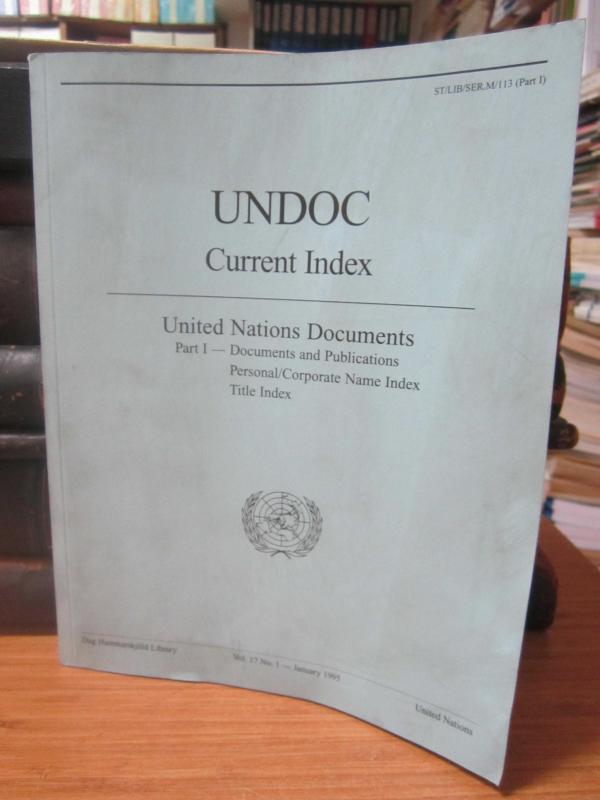 ST/LIB/SER.M/113 (Part I)
UNDOC
Current Index
United Nations Documents
Part I — Documents and Publications
Personal/Corporate Name Index
Title Index
Dag Hammarskjöld Library
Vol. 17 No. 1 — January 1995
United Nations